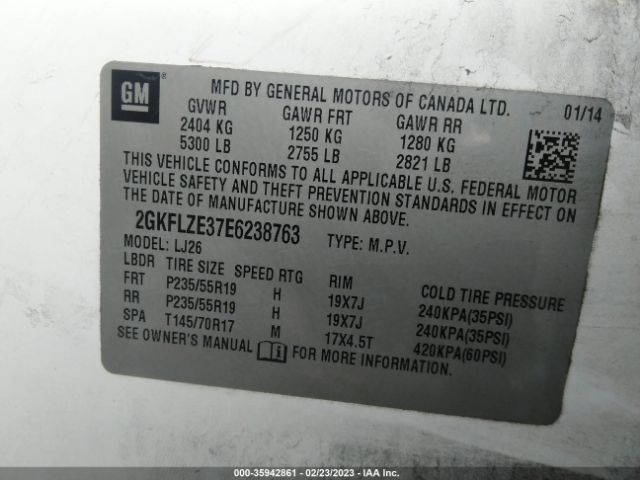 GM ®
MFD BY GENERAL MOTORS OF CANADA LTD. 01/14
GVWR GAWR FRT GAWR RR
2404 KG 1250 KG 1280 KG
5300 LB 2755 LB 2821 LB
THIS VEHICLE CONFORMS TO ALL APPLICABLE U.S. FEDERAL MOTOR
VEHICLE SAFETY AND THEFT PREVENTION STANDARDS IN EFFECT ON
THE DATE OF MANUFACTURE SHOWN ABOVE.
2GKFLZE37E6238763 TYPE: M.P.V.
MODEL: LJ26
LBDR TIRE SIZE SPEED RTG RIM COLD TIRE PRESSURE
FRT P235/55R19 H 19X7J 240KPA(35PSI)
RR P235/55R19 H 19X7J 240KPA(35PSI)
SPA T145/70R17 M 17X4.5T 420KPA(60PSI)
SEE OWNER'S MANUAL FOR MORE INFORMATION.
000-35942861 - 02/23/2023 - IAA Inc.